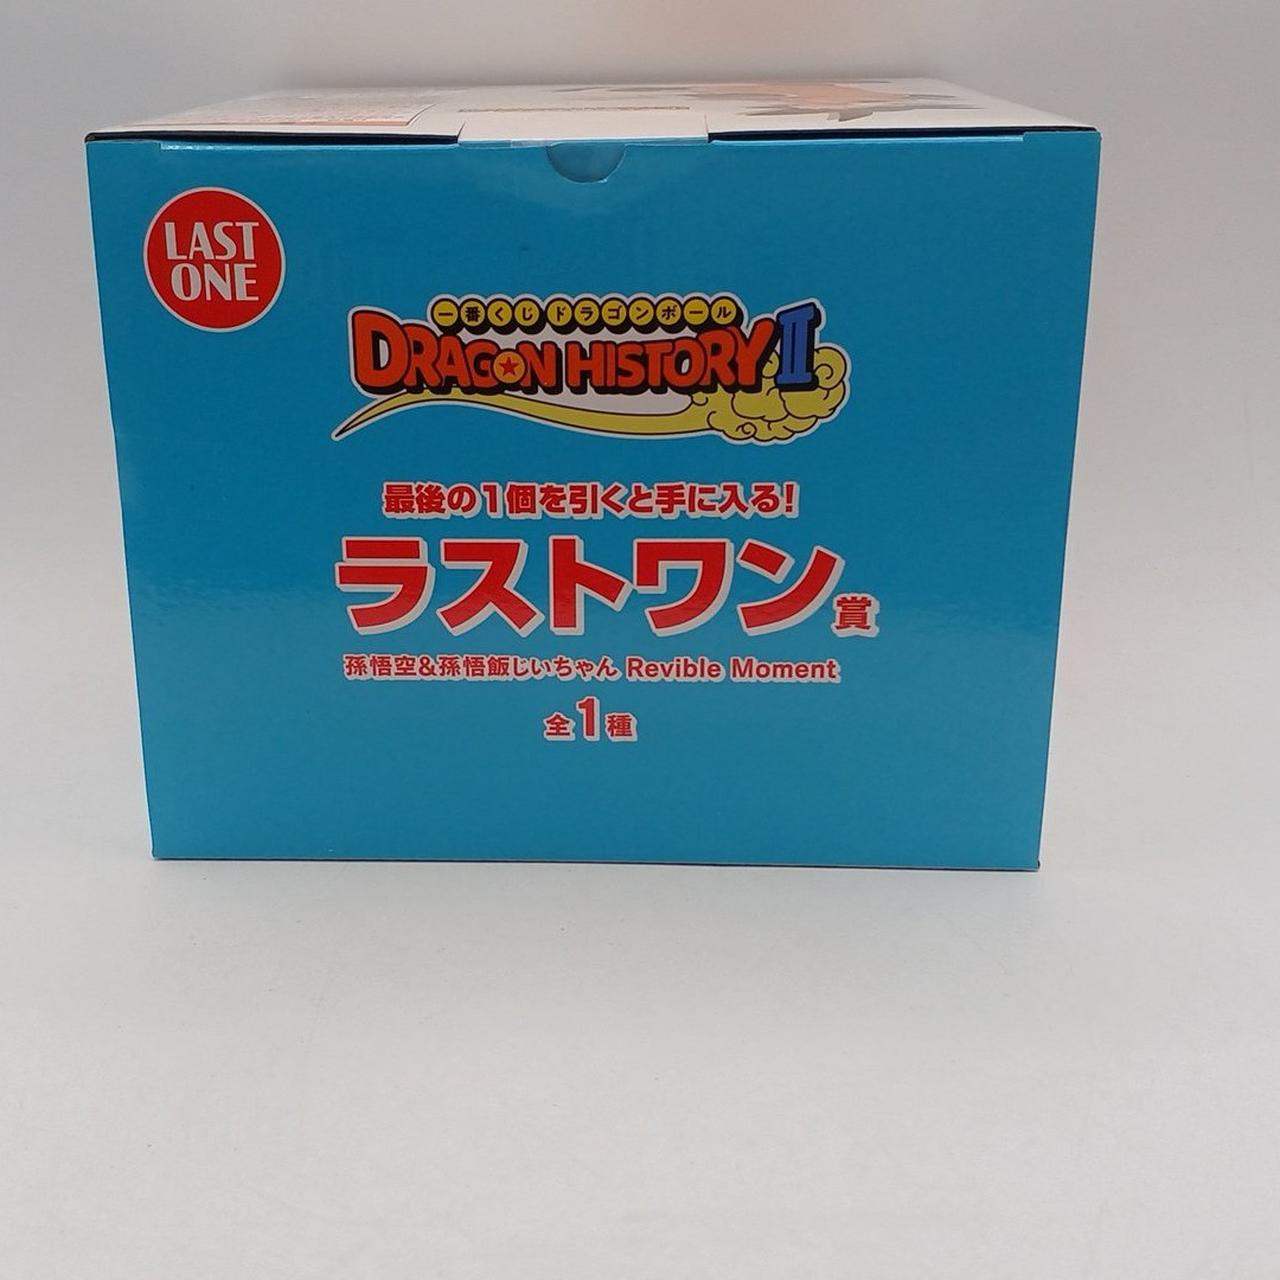 LAST
ONE
一番くじ ドラゴンボール
DRAGON HISTORY II
最後の1個を引くと手に入る!
ラストワン賞
孫悟空&孫悟飯じいちゃん Revible Moment
全1種